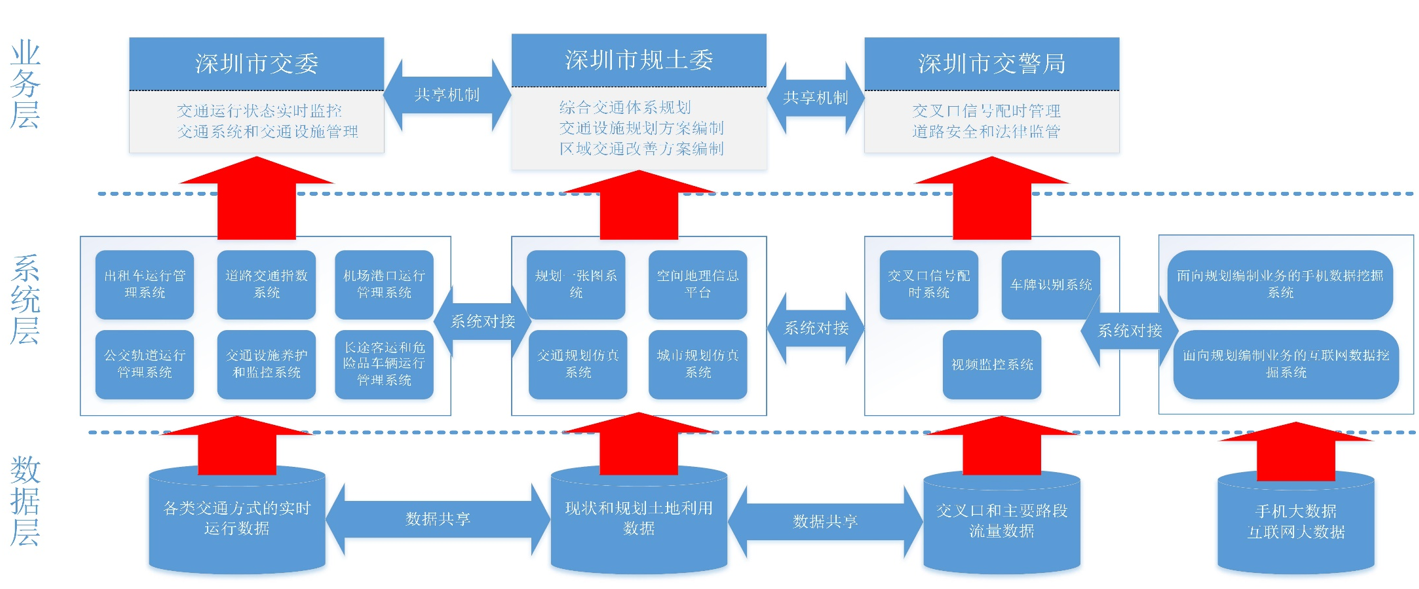 业务层
深圳市交委
交通运行状态实时监控
交通系统和交通设施管理
共享机制
深圳市规土委
综合交通体系规划
交通设施规划方案编制
区域交通改善方案编制
共享机制
深圳市交警局
交叉口信号配时管理
道路安全和法律监管
系统层
出租车运行管
理系统
道路交通指数
系统
机场港口运行
管理系统
公交轨道运行
管理系统
交通设施养护
和监控系统
长途客运和危
险品车辆运行
管理系统
系统对接
规划一张图系
统
空间地理信息
平台
交通规划仿真
系统
城市规划仿真
系统
系统对接
交叉口信号配
时系统
车牌识别系统
视频监控系统
系统对接
面向规划编制业务的手机数据挖掘
系统
面向规划编制业务的互联网数据挖
掘系统
数据层
各类交通方式的实时
运行数据
数据共享
现状和规划土地利用
数据
数据共享
交叉口和主要路段
流量数据
手机大数据
互联网大数据